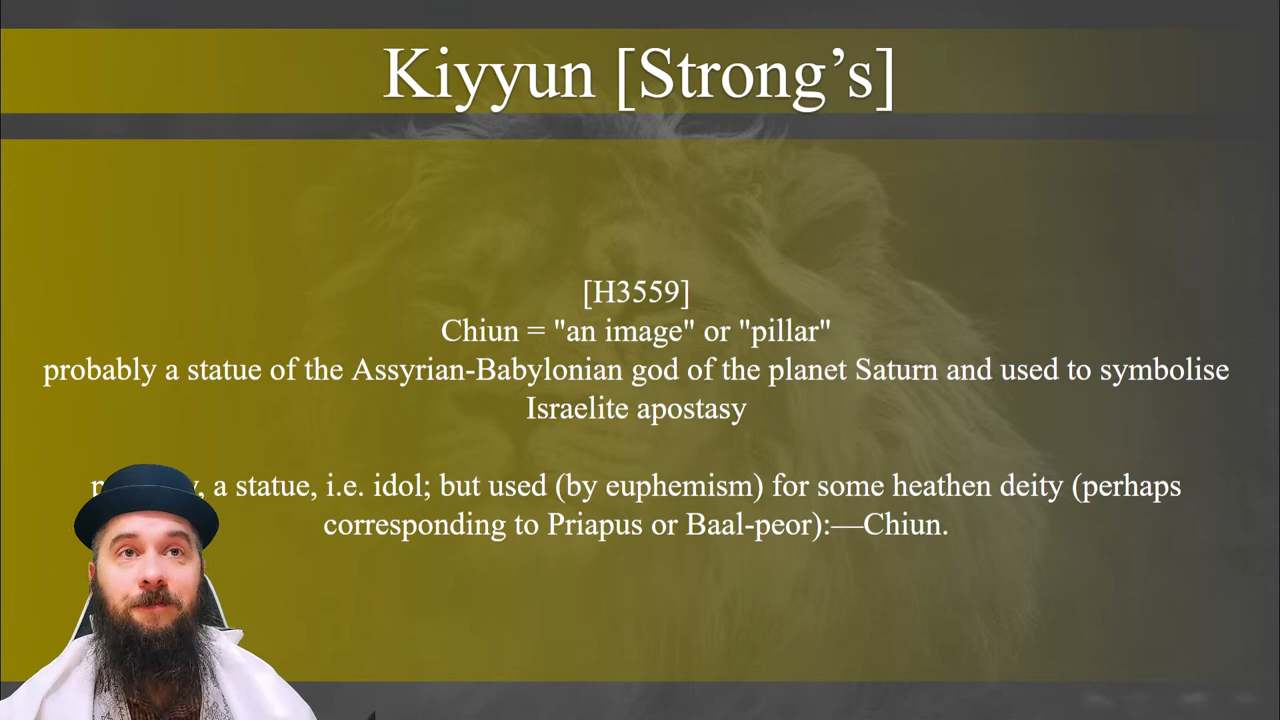 Kiyyun [Strong’s]
[H3559]
Chiun = "an image" or "pillar"
probably a statue of the Assyrian-Babylonian god of the planet Saturn and used to symbolise
Israelite apostasy
a statue, i.e. idol; but used (by euphemism) for some heathen deity (perhaps
corresponding to Priapus or Baal-peor):—Chiun.